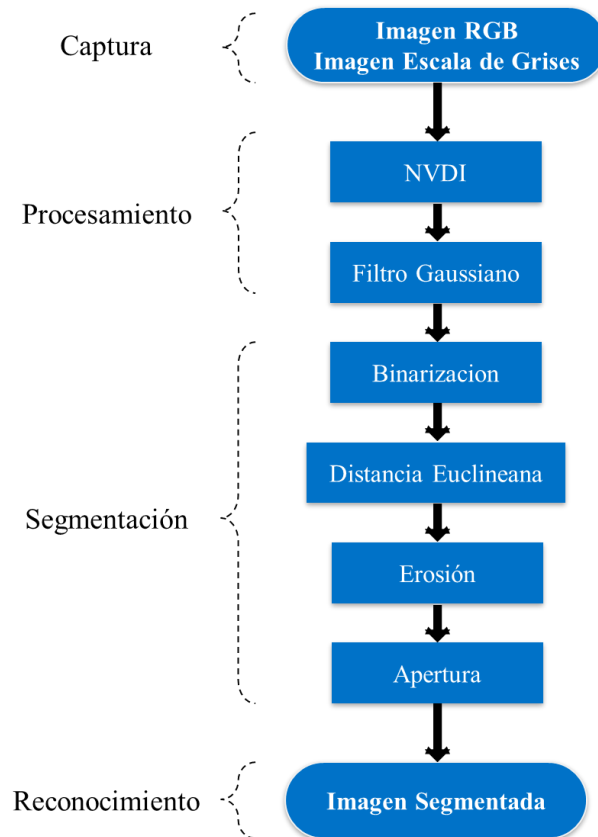 Captura
Imagen RGB
Imagen Escala de Grises
Procesamiento
NVDI
Filtro Gaussiano
Segmentación
Binarizacion
Distancia Euclineana
Erosión
Apertura
Reconocimiento
Imagen Segmentada